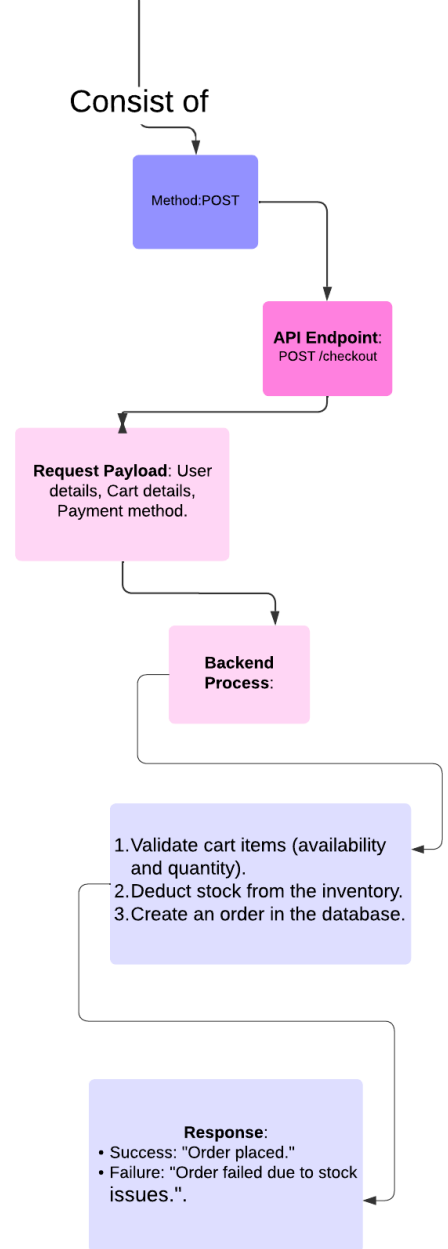 Consist of
Method:POST
API Endpoint:
POST /checkout
Request Payload: User
details, Cart details,
Payment method.
Backend
Process:
1.Validate cart items (availability
and quantity).
2.Deduct stock from the inventory.
3.Create an order in the database.
Response:
• Success: "Order placed."
• Failure: "Order failed due to stock
issues.".